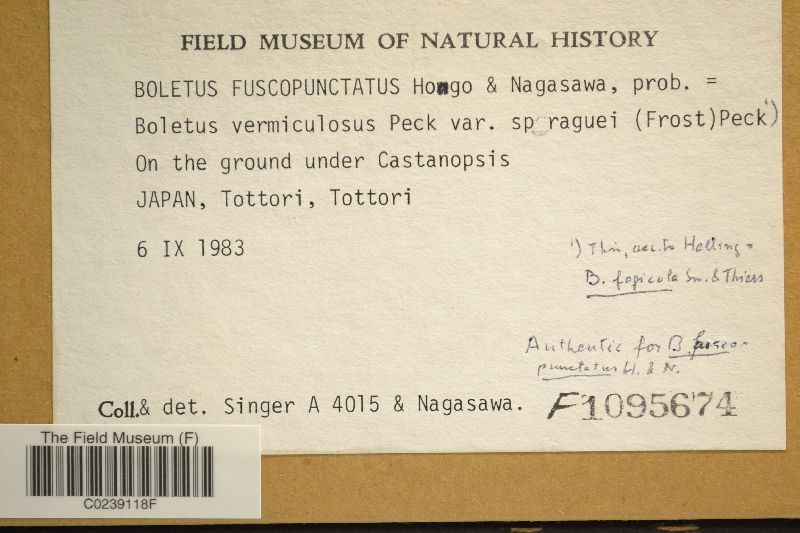 FIELD MUSEUM OF NATURAL HISTORY
BOLETUS FUSCOPUNCTATUS Hongo & Nagasawa, prob. =
Boletus vermiculosus Peck var. spraguei (Frost)Peck ¹)
On the ground under Castanopsis
JAPAN, Tottori, Tottori
6 IX 1983
¹) This, acc. to Halling =
B. fagicola Sm. & Thiers
Authentic for B. fusco-
punctatus H. & N.
Coll.& det. Singer A 4015 & Nagasawa.
F1095674
The Field Museum (F)
C0239118F